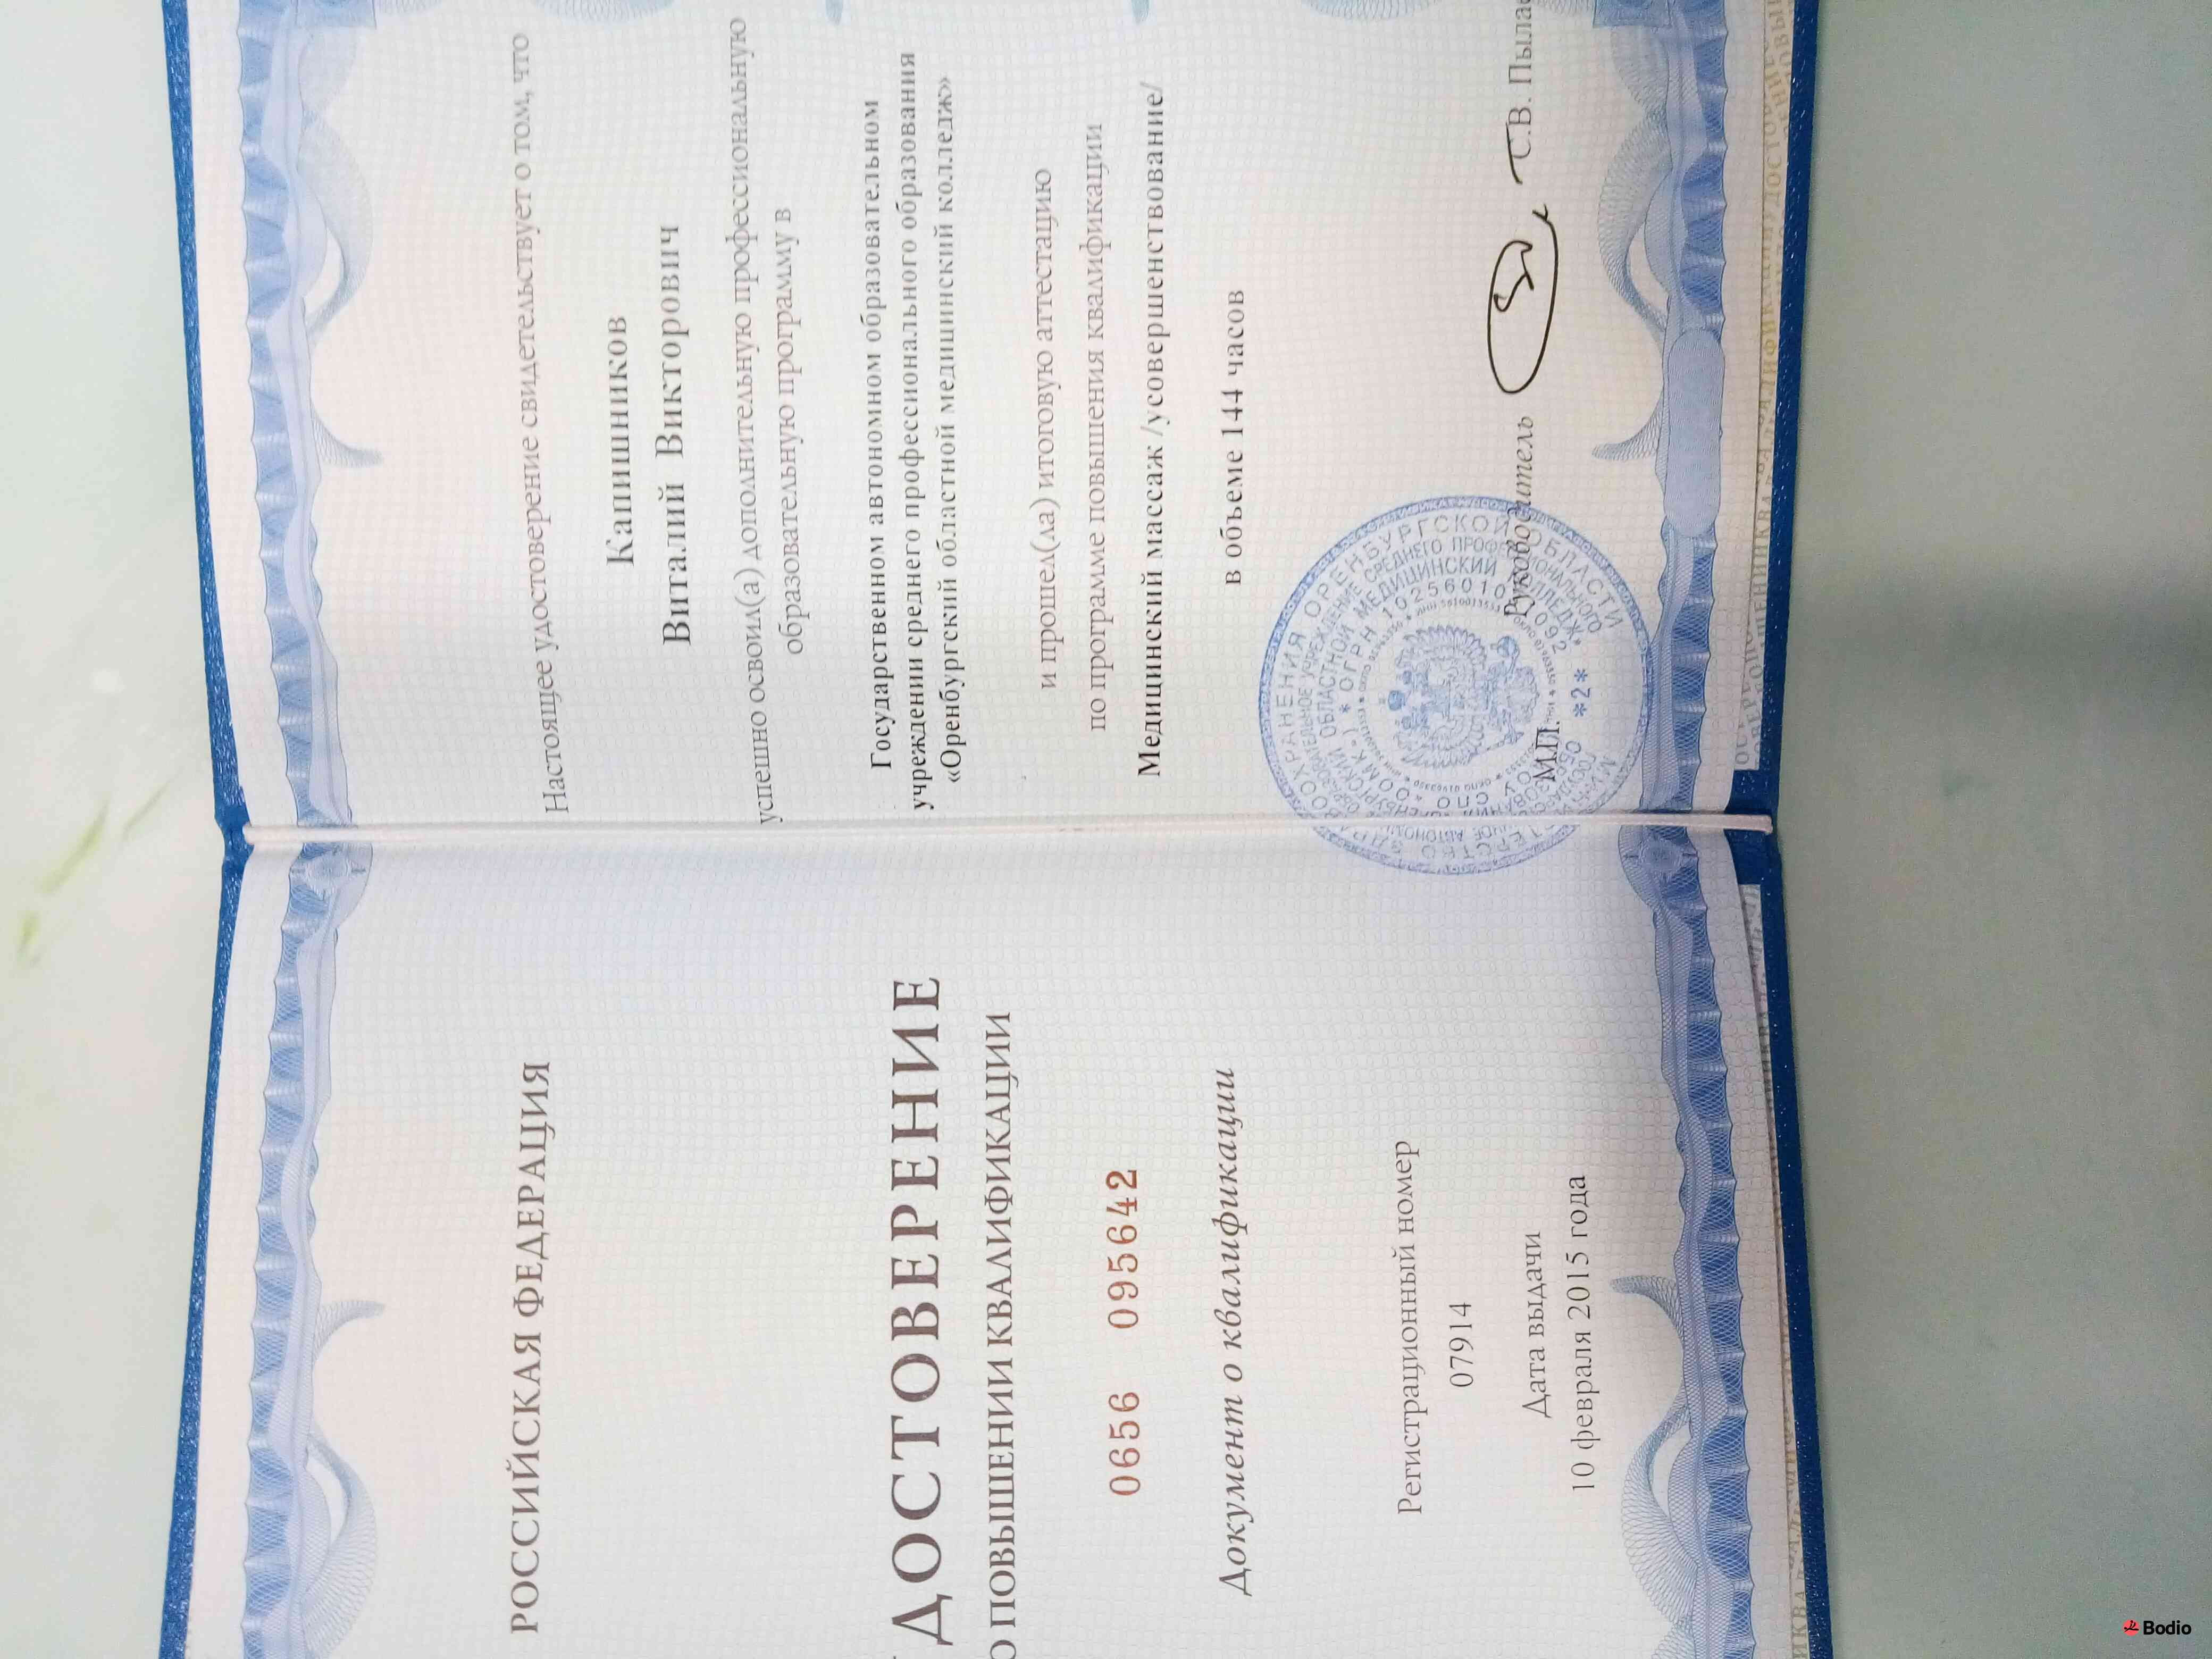 РОССИЙСКАЯ ФЕДЕРАЦИЯ
ДОСТОВЕРЕНИЕ
О ПОВЫШЕНИИ КВАЛИФИКАЦИИ
0656 095642
Документ о квалификации
Регистрационный номер
07914
Дата выдачи
10 февраля 2015 года
Настоящее удостоверение свидетельствует о том, что
Капишников
Виталий Викторович
успешно освоил(а) дополнительную профессиональную
образовательную программу в
Государственном автономном образовательном
учреждении среднего профессионального образования
«Оренбургский областной медицинский колледж»
и прошел(ла) итоговую аттестацию
по программе повышения квалификации
Медицинский массаж /усовершенствование/
в объеме 144 часов
Руководитель
Т.В. Пылае
М.П.
*2*
Bodio